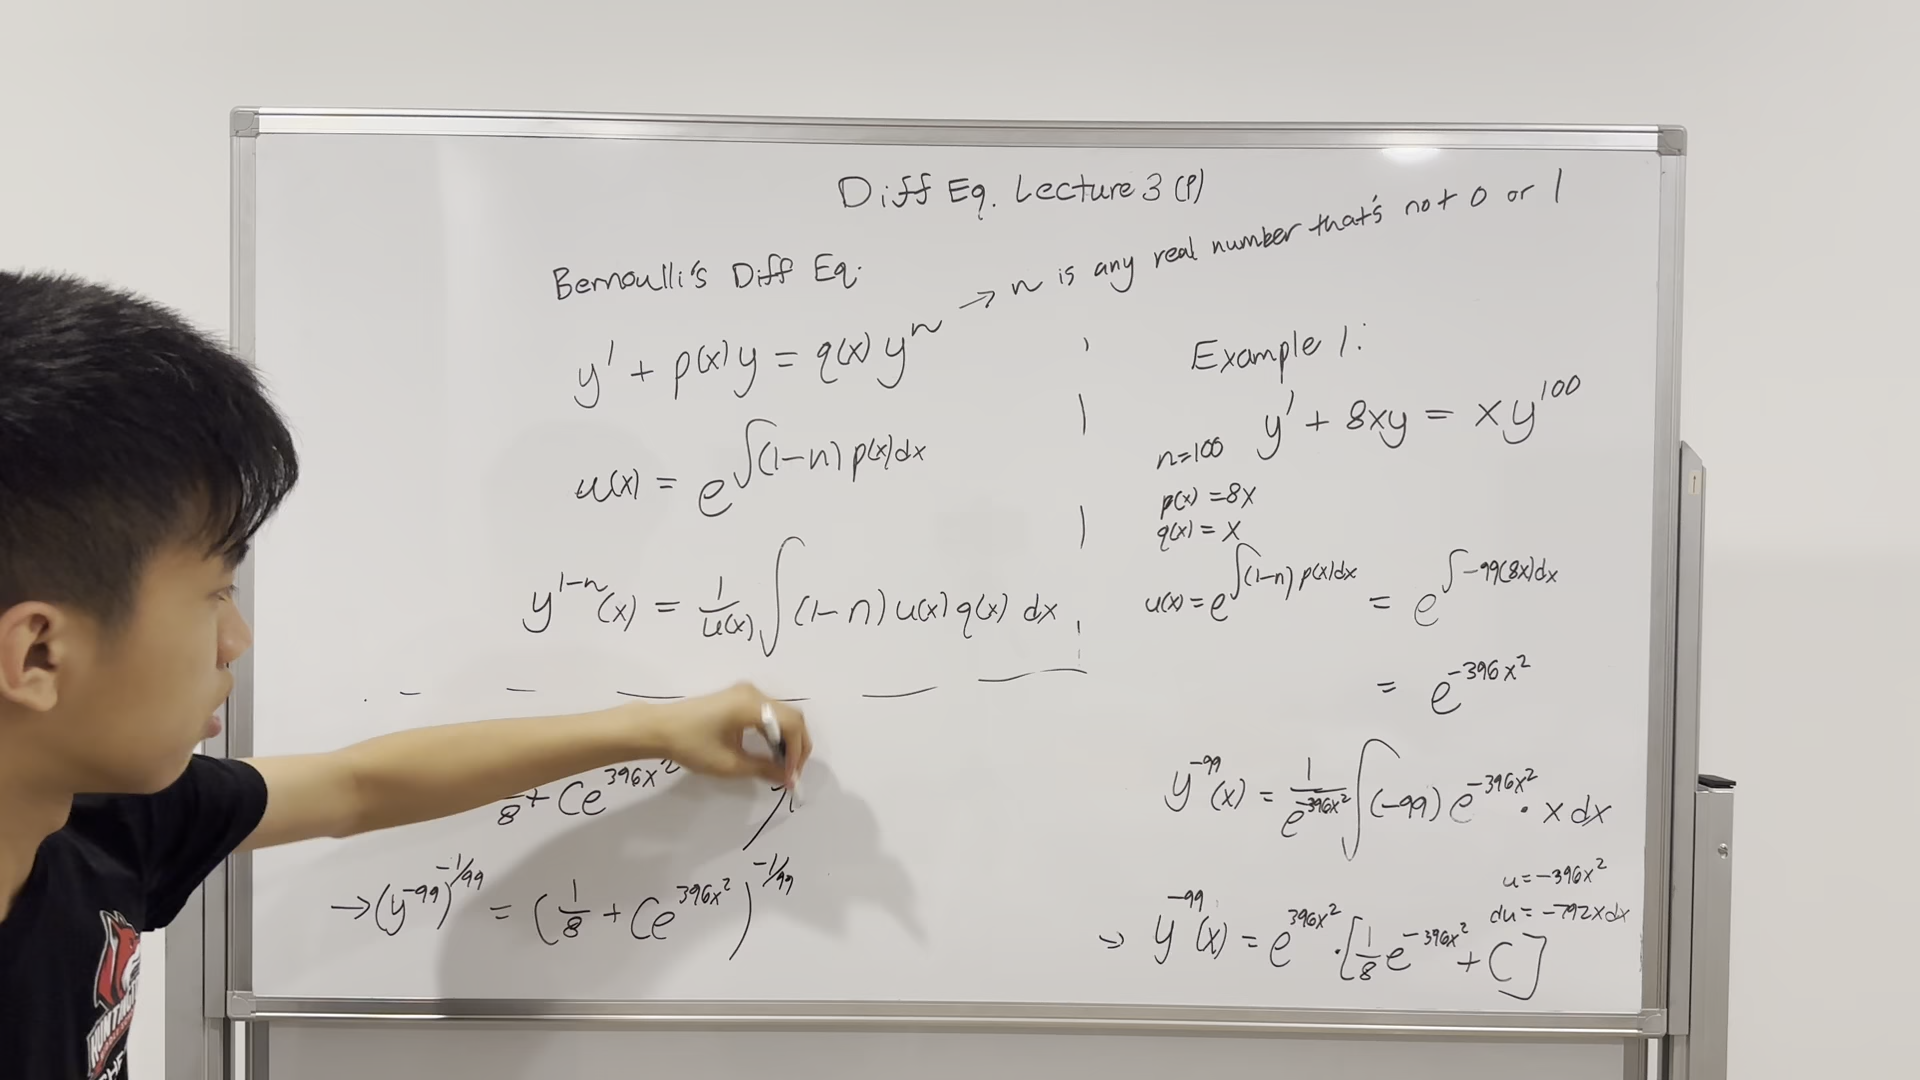 Diff Eq. Lecture 3 (P)
Bernoulli's Diff Eq.
y' + p(x)y = q(x)y^n → n is any real number that's not 0 or 1
u(x) = e^{∫(1-n)p(x)dx}
y^{1-n}(x) = 1/u(x) ∫(1-n)u(x)q(x)dx
Example 1:
y' + 8xy = xy^{100}
n=100
p(x)=8x
q(x)=x
u(x)=e^{∫(1-n)p(x)dx} = e^{∫-99(8x)dx}
= e^{-396x^2}
y^{-99}(x) = 1/e^{-396x^2} ∫(-99)e^{-396x^2} · x dx
u=-396x^2
du=-792xdx
→ y^{-99}(x) = e^{396x^2} · [1/8 e^{-396x^2} + C]
8 + Ce^{396x^2}
→ (y^{-99})^{-1/99} = (1/8 + Ce^{396x^2})^{-1/99}